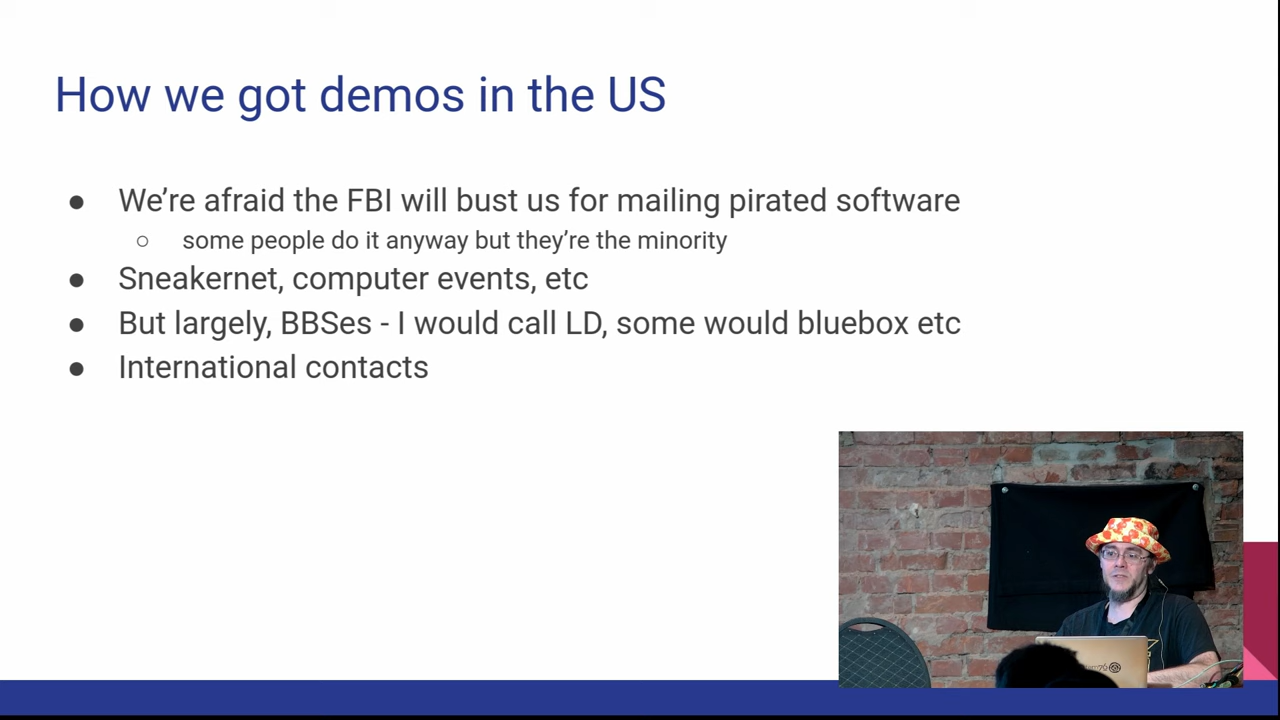 How we got demos in the US
● We’re afraid the FBI will bust us for mailing pirated software
○ some people do it anyway but they’re the minority
● Sneakernet, computer events, etc
● But largely, BBSes - I would call LD, some would bluebox etc
● International contacts